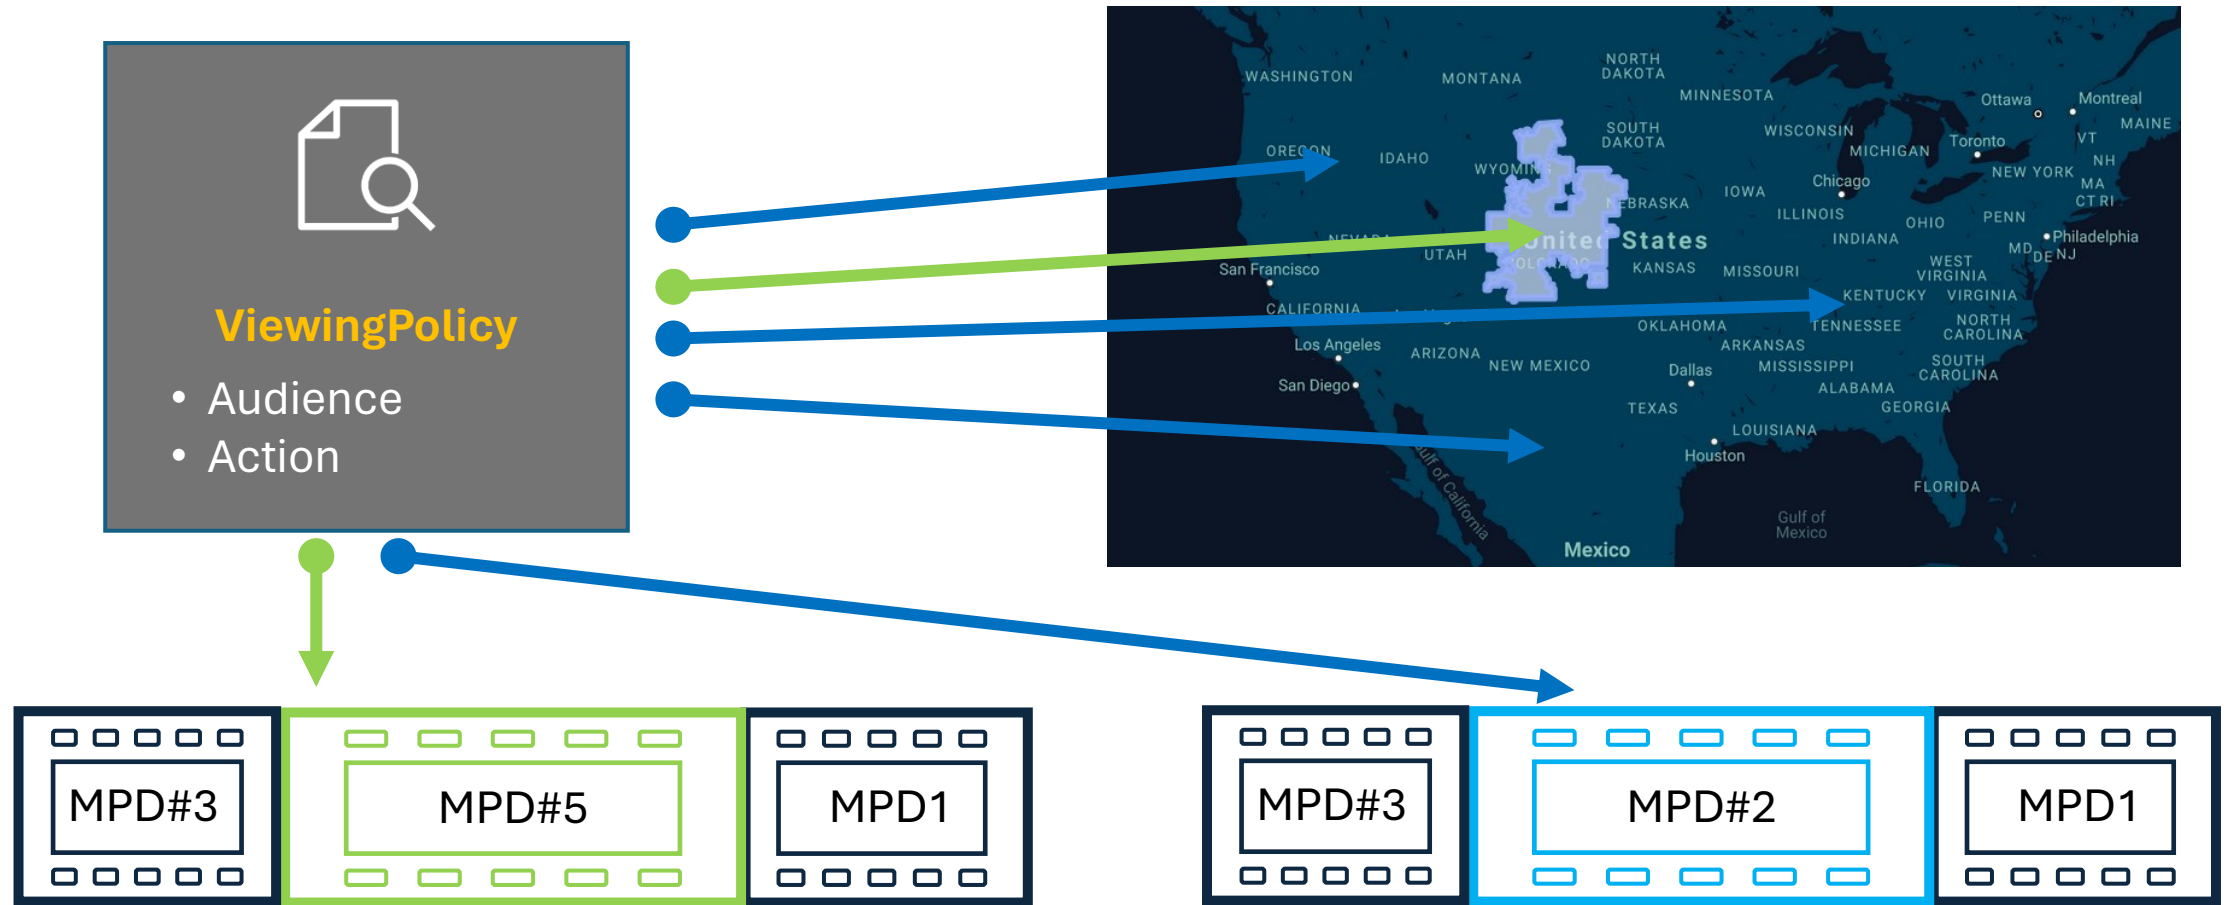 ViewingPolicy
• Audience
• Action
WASHINGTON
MONTANA
NORTH
DAKOTA
MINNESOTA
Ottawa
Montreal
MAINE
VT
OREGON
IDAHO
WYOMING
SOUTH
DAKOTA
WISCONSIN
MICHIGAN
Toronto
NH
NEW YORK
MA
CT RI
NEBRASKA
IOWA
Chicago
ILLINOIS
INDIANA
OHIO
PENN
Philadelphia
MD
DE
NJ
NEVADA
UTAH
United States
COLORADO
KANSAS
MISSOURI
WEST
VIRGINIA
KENTUCKY
VIRGINIA
San Francisco
CALIFORNIA
Los Angeles
San Diego
ARIZONA
NEW MEXICO
OKLAHOMA
ARKANSAS
TENNESSEE
NORTH
CAROLINA
SOUTH
CAROLINA
Dallas
MISSISSIPPI
ALABAMA
GEORGIA
TEXAS
LOUISIANA
Houston
FLORIDA
Gulf of California
Gulf of
Mexico
Mexico
MPD#3
MPD#5
MPD1
MPD#3
MPD#2
MPD1